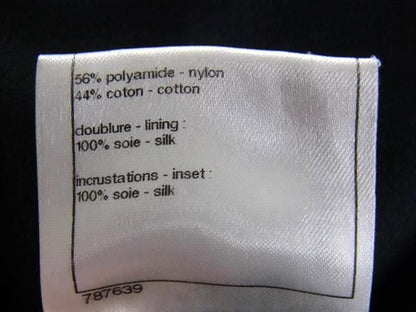 56% polyamide - nylon
44% coton - cotton
doublure - lining :
100% soie - silk
incrustations - inset :
100% soie - silk
787639